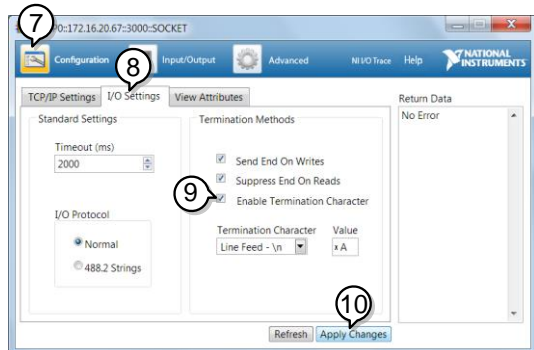 0::172.16.20.67::3000::SOCKET
7
Configuration
8
Input/Output
Advanced
NI I/O Trace
Help
NATIONAL
INSTRUMENTS
TCP/IP Settings
I/O Settings
View Attributes
Return Data
Standard Settings
Termination Methods
No Error
Timeout (ms)
2000
Send End On Writes
Suppress End On Reads
9
Enable Termination Character
I/O Protocol
Termination Character
Value
Normal
Line Feed - \n
x A
488.2 Strings
10
Refresh
Apply Changes